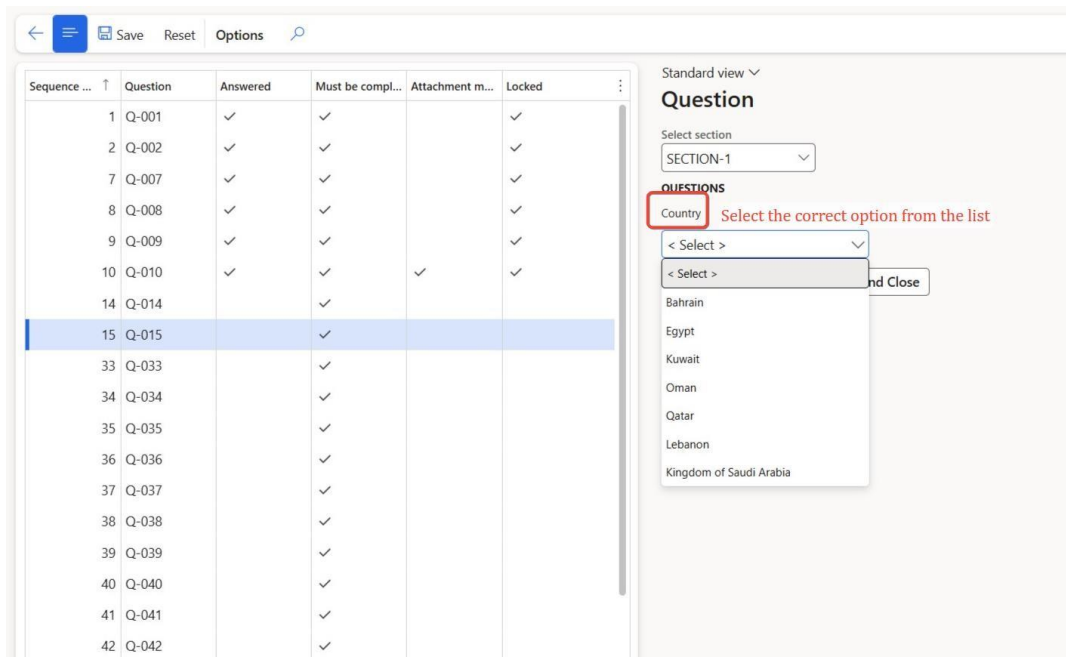 Save Reset Options
Sequence ... Question Answered Must be compl... Attachment m... Locked
1 Q-001
2 Q-002
7 Q-007
8 Q-008
9 Q-009
10 Q-010
14 Q-014
15 Q-015
33 Q-033
34 Q-034
35 Q-035
36 Q-036
37 Q-037
38 Q-038
39 Q-039
40 Q-040
41 Q-041
42 Q-042
Standard view
Question
Select section
SECTION-1
QUESTIONS
Country Select the correct option from the list
< Select >
< Select >
nd Close
Bahrain
Egypt
Kuwait
Oman
Qatar
Lebanon
Kingdom of Saudi Arabia